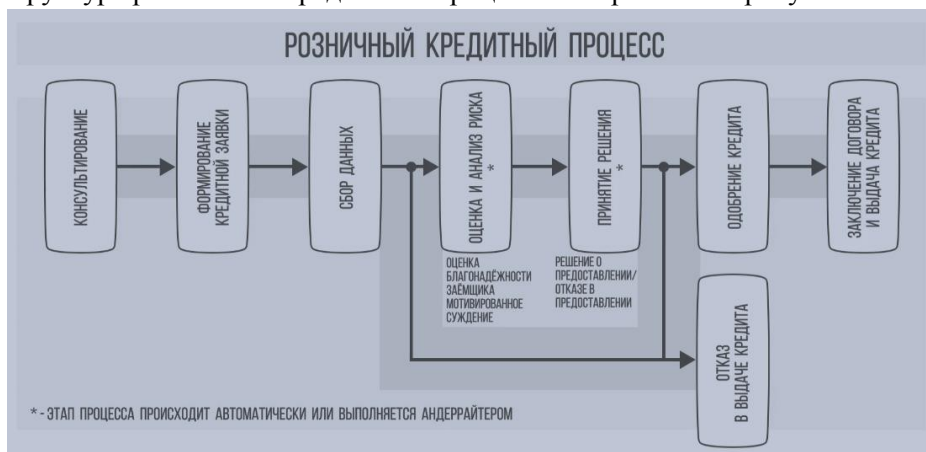 РОЗНИЧНЫЙ КРЕДИТНЫЙ ПРОЦЕСС
КОНСУЛЬТИРОВАНИЕ
ФОРМИРОВАНИЕ
КРЕДИТНОЙ ЗАЯВКИ
СБОР ДАННЫХ
ОЦЕНКА И АНАЛИЗ РИСКА
*
ПРИНЯТИЕ РЕШЕНИЯ
*
ОДОБРЕНИЕ КРЕДИТА
ЗАКЛЮЧЕНИЕ ДОГОВОРА
И ВЫДАЧА КРЕДИТА
ОЦЕНКА
БЛАГОНАДЁЖНОСТИ
ЗАЁМЩИКА
МОТИВИРОВАННОЕ
СУЖДЕНИЕ
РЕШЕНИЕ О
ПРЕДОСТАВЛЕНИИ/
ОТКАЗЕ В
ПРЕДОСТАВЛЕНИИ
ОТКАЗ
В ВЫДАЧЕ КРЕДИТА
* - ЭТАП ПРОЦЕССА ПРОИСХОДИТ АВТОМАТИЧЕСКИ ИЛИ ВЫПОЛНЯЕТСЯ АНДЕРРАЙТЕРОМ